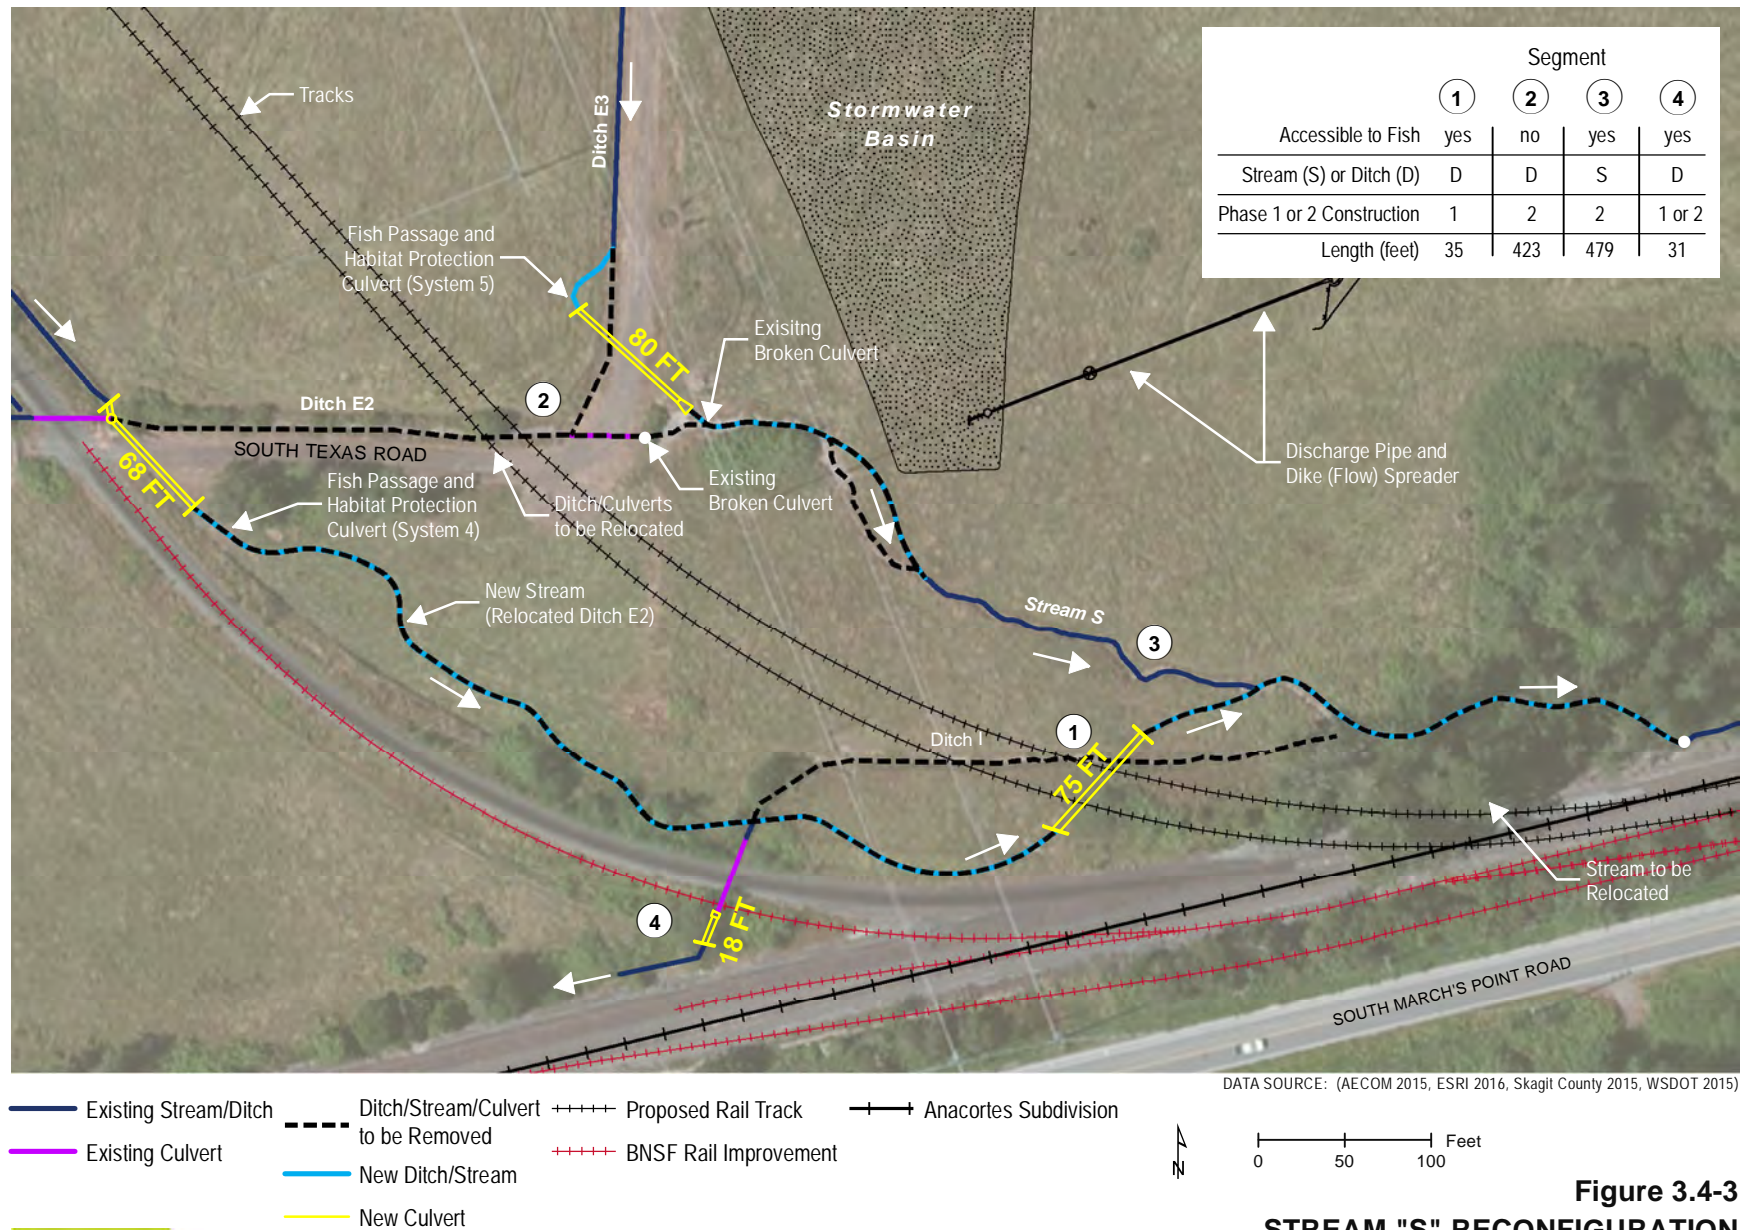 Segment
1 2 3 4
Accessible to Fish yes no yes yes
Stream (S) or Ditch (D) D D S D
Phase 1 or 2 Construction 1 2 2 1 or 2
Length (feet) 35 423 479 31
Tracks
Ditch E3
Stormwater
Basin
Fish Passage and
Habitat Protection
Culvert (System 5)
80 FT
Exisitng
Broken Culvert
2
Ditch E2
SOUTH TEXAS ROAD
68 FT
Fish Passage and
Habitat Protection
Culvert (System 4)
Ditch/Culverts
to be Relocated
Existing
Broken Culvert
Discharge Pipe and
Dike (Flow) Spreader
New Stream
(Relocated Ditch E2)
Stream S
3
1
Ditch I
75 FT
4
18 FT
Stream to be
Relocated
SOUTH MARCH'S POINT ROAD
DATA SOURCE: (AECOM 2015, ESRI 2016, Skagit County 2015, WSDOT 2015)
Existing Stream/Ditch
Existing Culvert
Ditch/Stream/Culvert
to be Removed
New Ditch/Stream
New Culvert
Proposed Rail Track
BNSF Rail Improvement
Anacortes Subdivision
N
Feet
0 50 100
Figure 3.4-3
STREAM "S" RECONFIGURATION